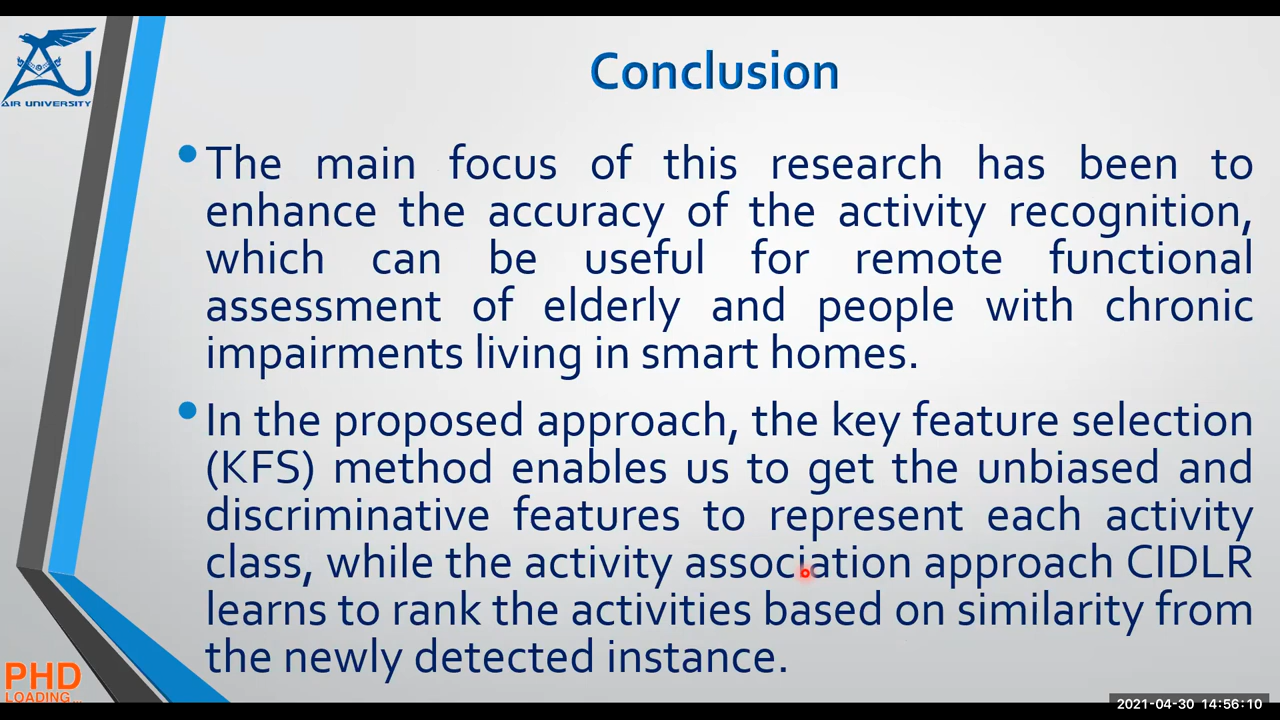 AIR UNIVERSITY
Conclusion
• The main focus of this research has been to
enhance the accuracy of the activity recognition,
which can be useful for remote functional
assessment of elderly and people with chronic
impairments living in smart homes.
• In the proposed approach, the key feature selection
(KFS) method enables us to get the unbiased and
discriminative features to represent each activity
class, while the activity association approach CIDLR
learns to rank the activities based on similarity from
the newly detected instance.
PHD
LOADING...
2021-04-30 14:56:10